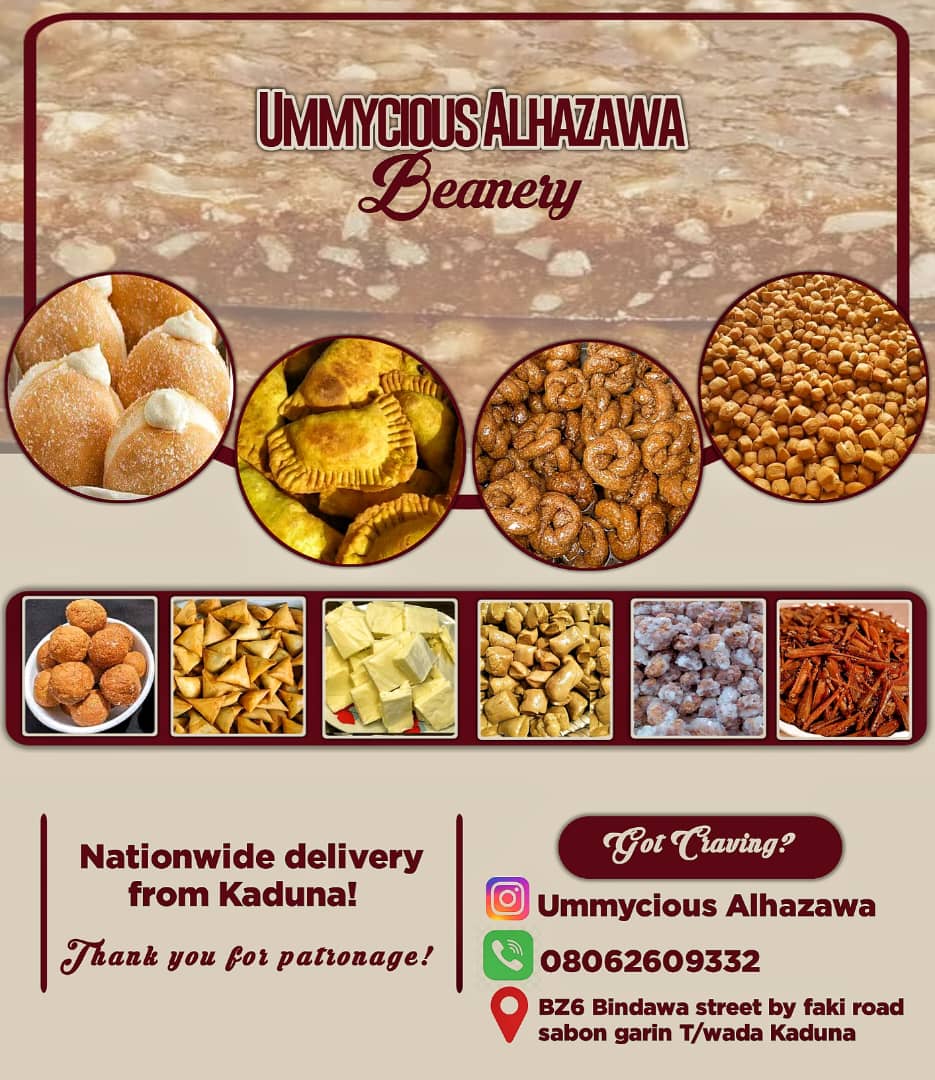 UMMYCIOUS ALHAZAWA
Beanery
Nationwide delivery
from Kaduna!
Thank you for patronage!
Got Craving?
Ummycious Alhazawa
08062609332
BZ6 Bindawa street by faki road
sabon garin T/wada Kaduna